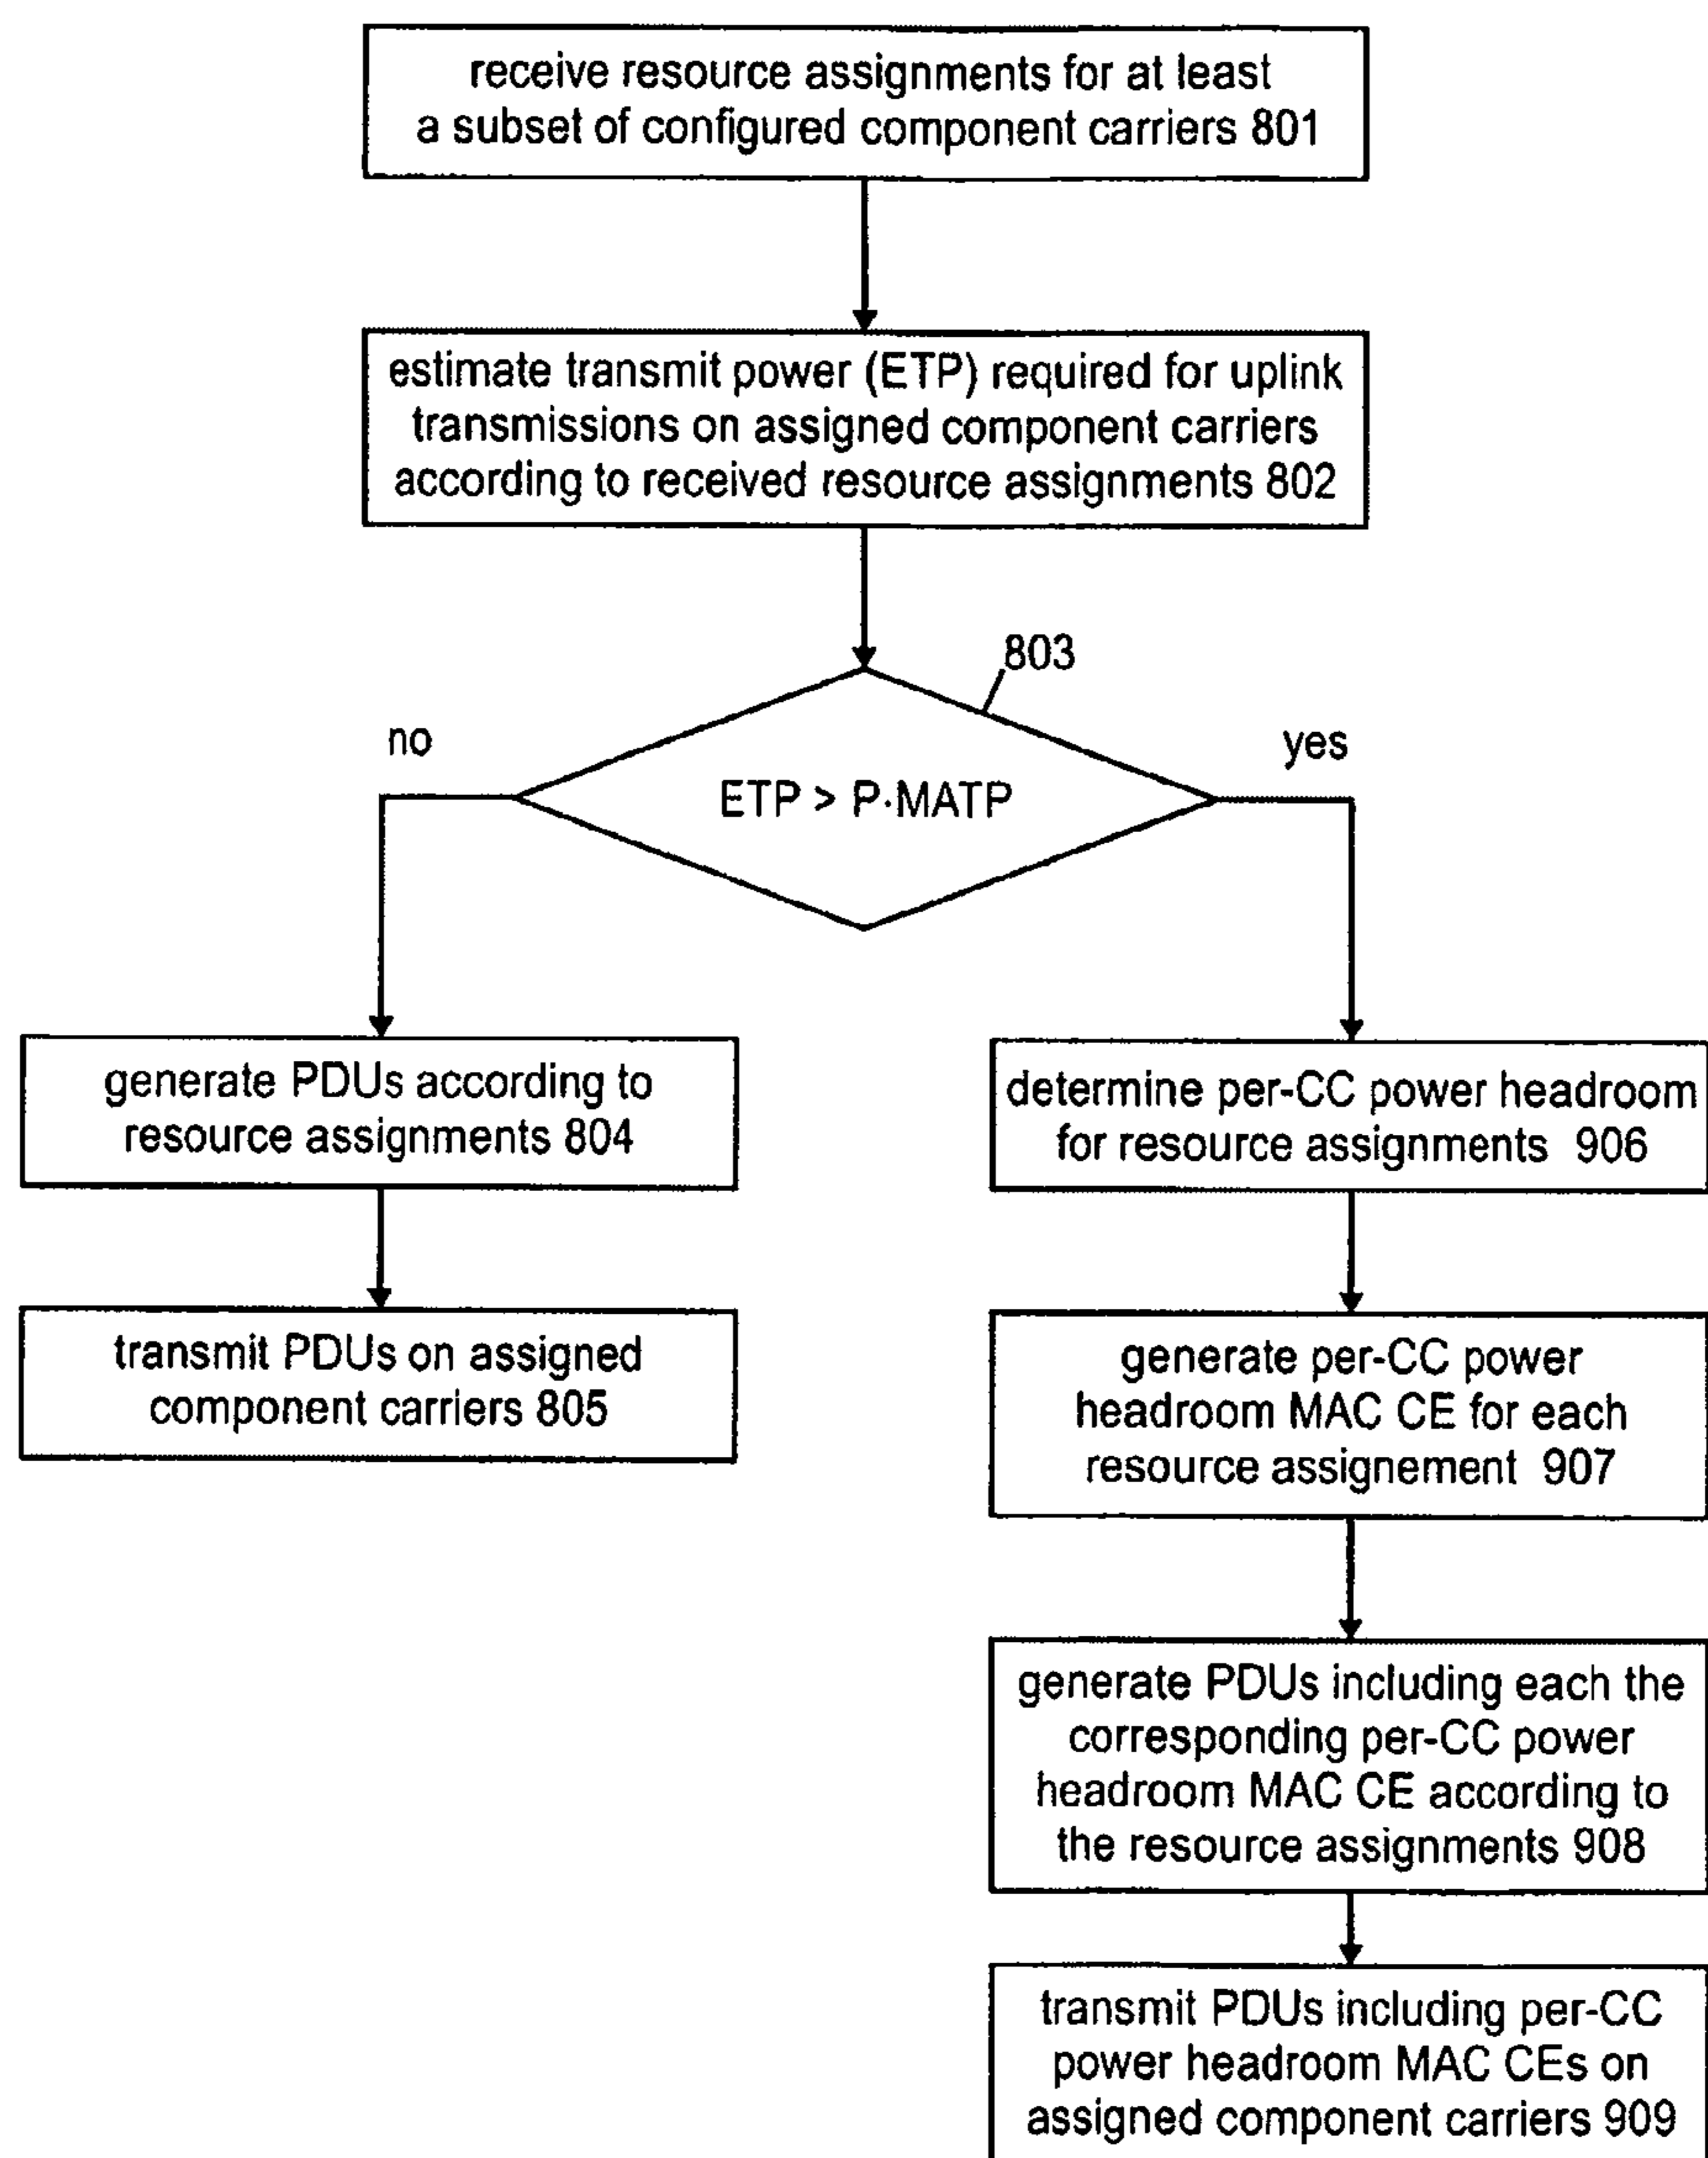 receive resource assignments for at least
a subset of configured component carriers 801
estimate transmit power (ETP) required for uplink
transmissions on assigned component carriers
according to received resource assignments 802
803
no
yes
ETP > P·MATP
generate PDUs according to
resource assignments 804
transmit PDUs on assigned
component carriers 805
determine per-CC power headroom
for resource assignments 906
generate per-CC power
headroom MAC CE for each
resource assignement 907
generate PDUs including each the
corresponding per-CC power
headroom MAC CE according to
the resource assignments 908
transmit PDUs including per-CC
power headroom MAC CEs on
assigned component carriers 909